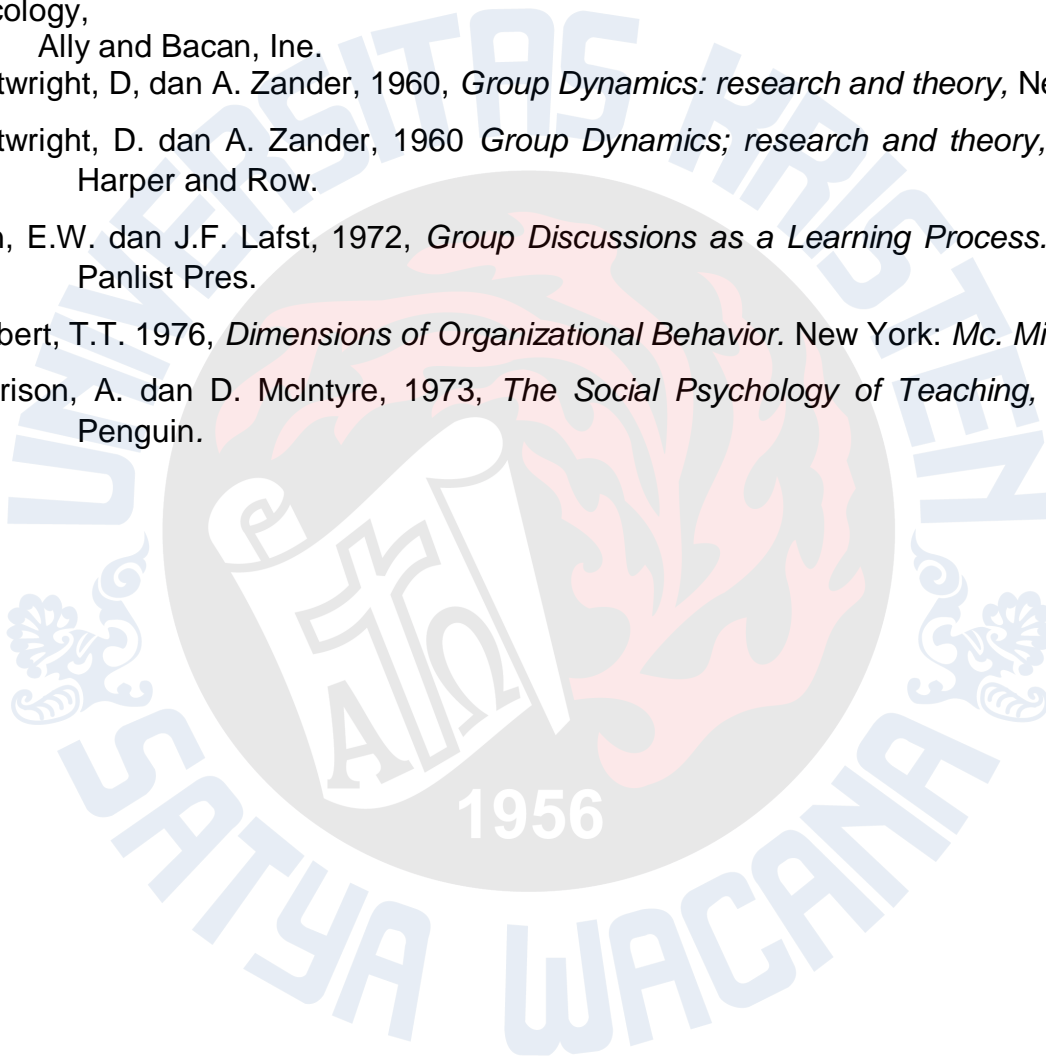 cology,
Ally and Bacan, Ine.
twright, D, dan A. Zander, 1960, Group Dynamics: research and theory, Ne
twright, D. dan A. Zander, 1960 Group Dynamics; research and theory,
Harper and Row.
, E.W. dan J.F. Lafst, 1972, Group Discussions as a Learning Process.
Panlist Pres.
bert, T.T. 1976, Dimensions of Organizational Behavior. New York: Mc. Mi
rison, A. dan D. McIntyre, 1973, The Social Psychology of Teaching,
Penguin.
UNIVERSITAS KRISTEN
ΑΩ
1956
SATYA WACANA